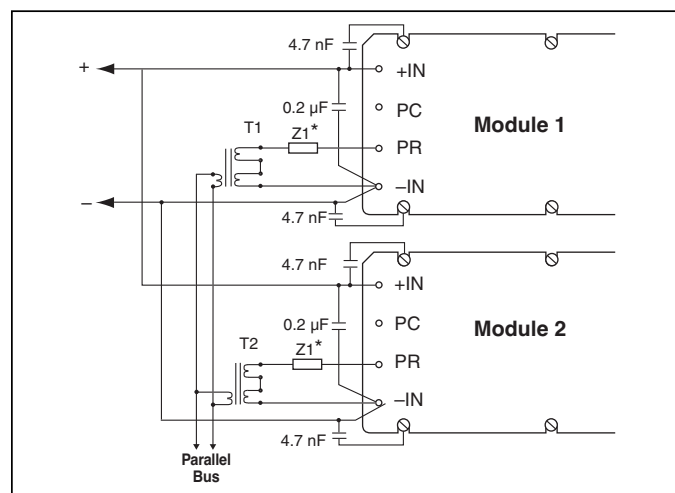 4.7 nF
+
+IN
0.2 µF
PC
Module 1
T1
Z1*
PR
–IN
–
4.7 nF
4.7 nF
+IN
0.2 µF
PC
Module 2
T2
Z1*
PR
–IN
4.7 nF
Parallel
Bus